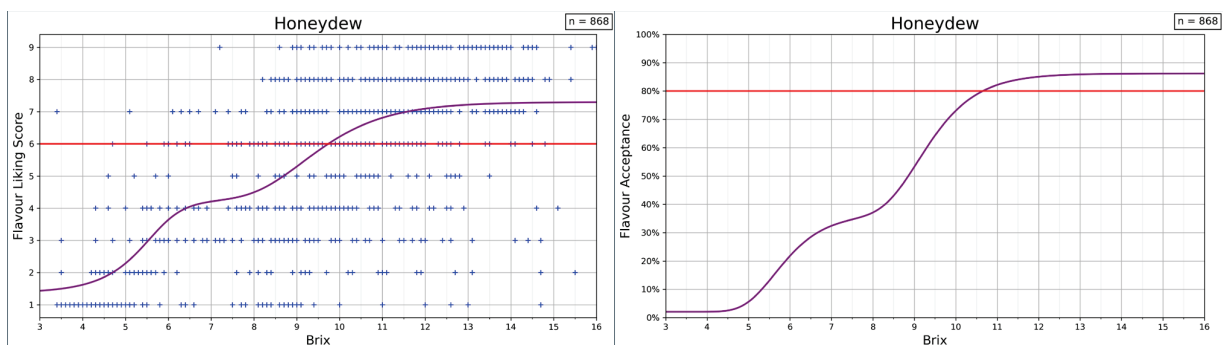 Honeydew
n = 868
Flavour Liking Score
9
8
7
6
5
4
3
2
1
3 4 5 6 7 8 9 10 11 12 13 14 15 16
Brix
Honeydew
n = 868
Flavour Acceptance
100%
90%
80%
70%
60%
50%
40%
30%
20%
10%
0%
3 4 5 6 7 8 9 10 11 12 13 14 15 16
Brix